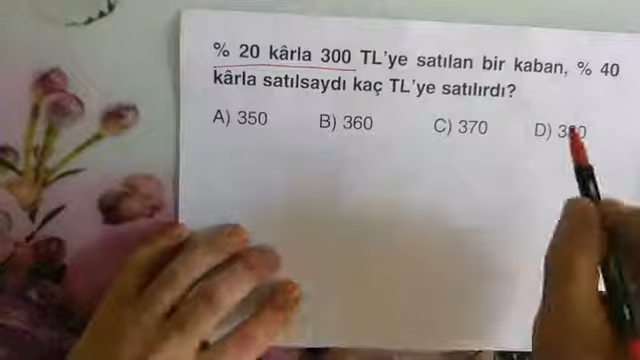 % 20 kârla 300 TL'ye satılan bir kaban, % 40
kârla satılsaydı kaç TL'ye satılırdı?
A) 350 B) 360 C) 370 D)